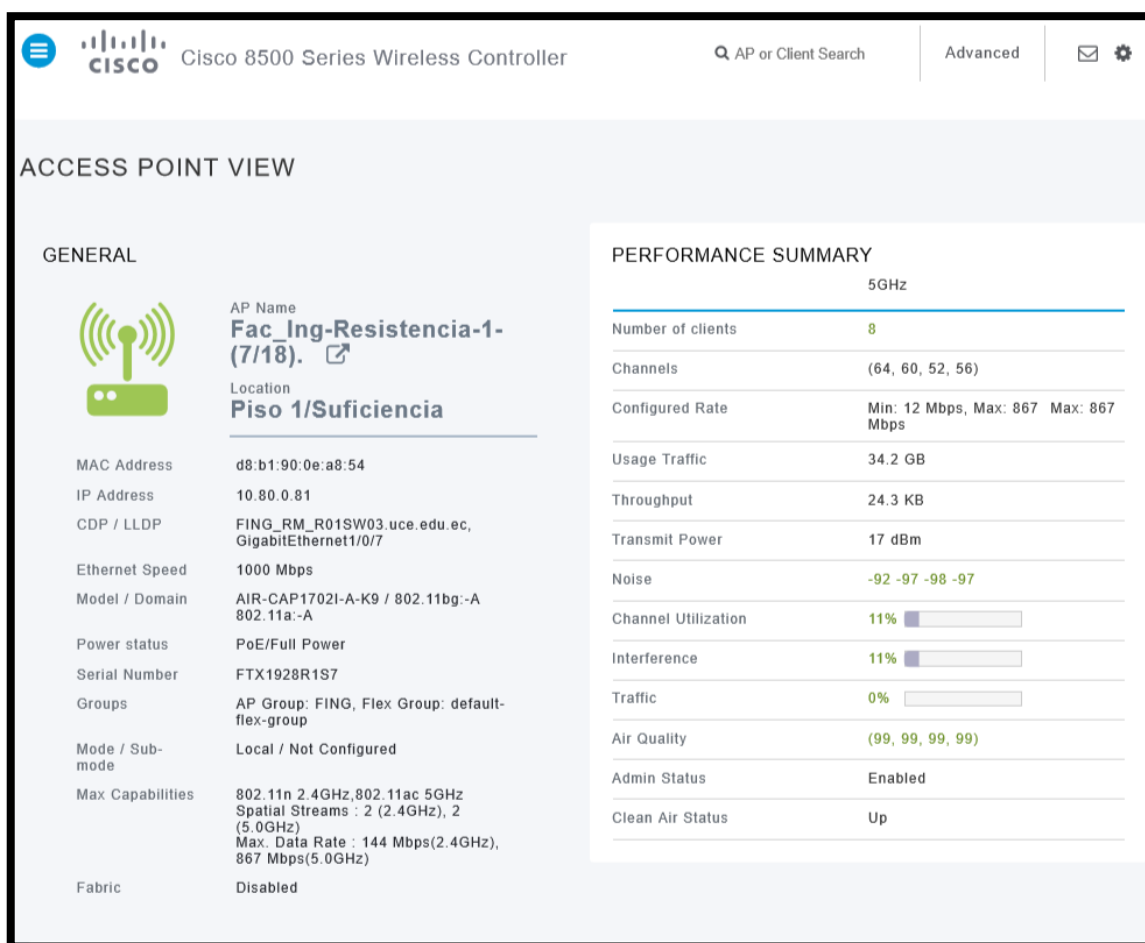 CISCO Cisco 8500 Series Wireless Controller AP or Client Search Advanced
ACCESS POINT VIEW
GENERAL
AP Name
Fac_Ing-Resistencia-1-
(7/18).
Location
Piso 1/Suficiencia
MAC Address d8:b1:90:0e:a8:54
IP Address 10.80.0.81
CDP / LLDP FING_RM_R01SW03.uce.edu.ec,
GigabitEthernet1/0/7
Ethernet Speed 1000 Mbps
Model / Domain AIR-CAP1702I-A-K9 / 802.11bg:-A
802.11a:-A
Power status PoE/Full Power
Serial Number FTX1928R1S7
Groups AP Group: FING, Flex Group: default-
flex-group
Mode / Sub- Local / Not Configured
mode
Max Capabilities 802.11n 2.4GHz,802.11ac 5GHz
Spatial Streams : 2 (2.4GHz), 2
(5.0GHz)
Max. Data Rate : 144 Mbps(2.4GHz),
867 Mbps(5.0GHz)
Fabric Disabled
PERFORMANCE SUMMARY
5GHz
Number of clients 8
Channels (64, 60, 52, 56)
Configured Rate Min: 12 Mbps, Max: 867 Max: 867
Mbps
Usage Traffic 34.2 GB
Throughput 24.3 KB
Transmit Power 17 dBm
Noise -92 -97 -98 -97
Channel Utilization 11%
Interference 11%
Traffic 0%
Air Quality (99, 99, 99, 99)
Admin Status Enabled
Clean Air Status Up